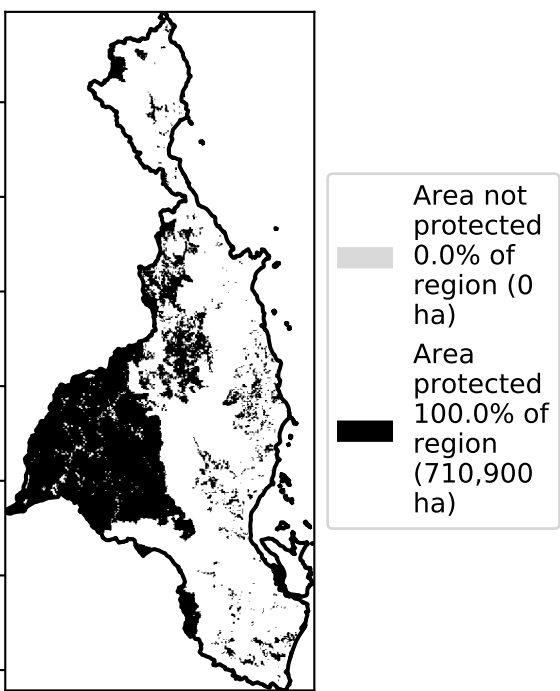 Area not
protected
0.0% of
region (0
ha)
Area
protected
100.0% of
region
(710,900
ha)